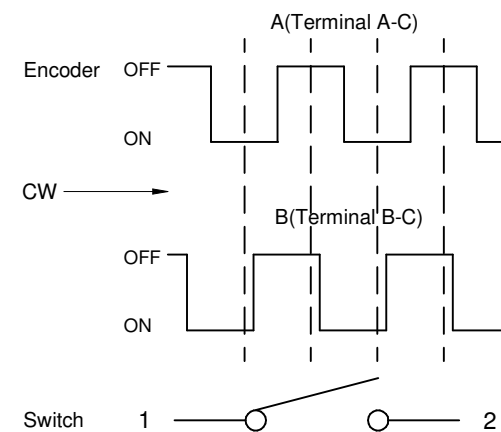 A(Terminal A-C)
Encoder OFF
ON
CW
B(Terminal B-C)
OFF
ON
Switch 1 2